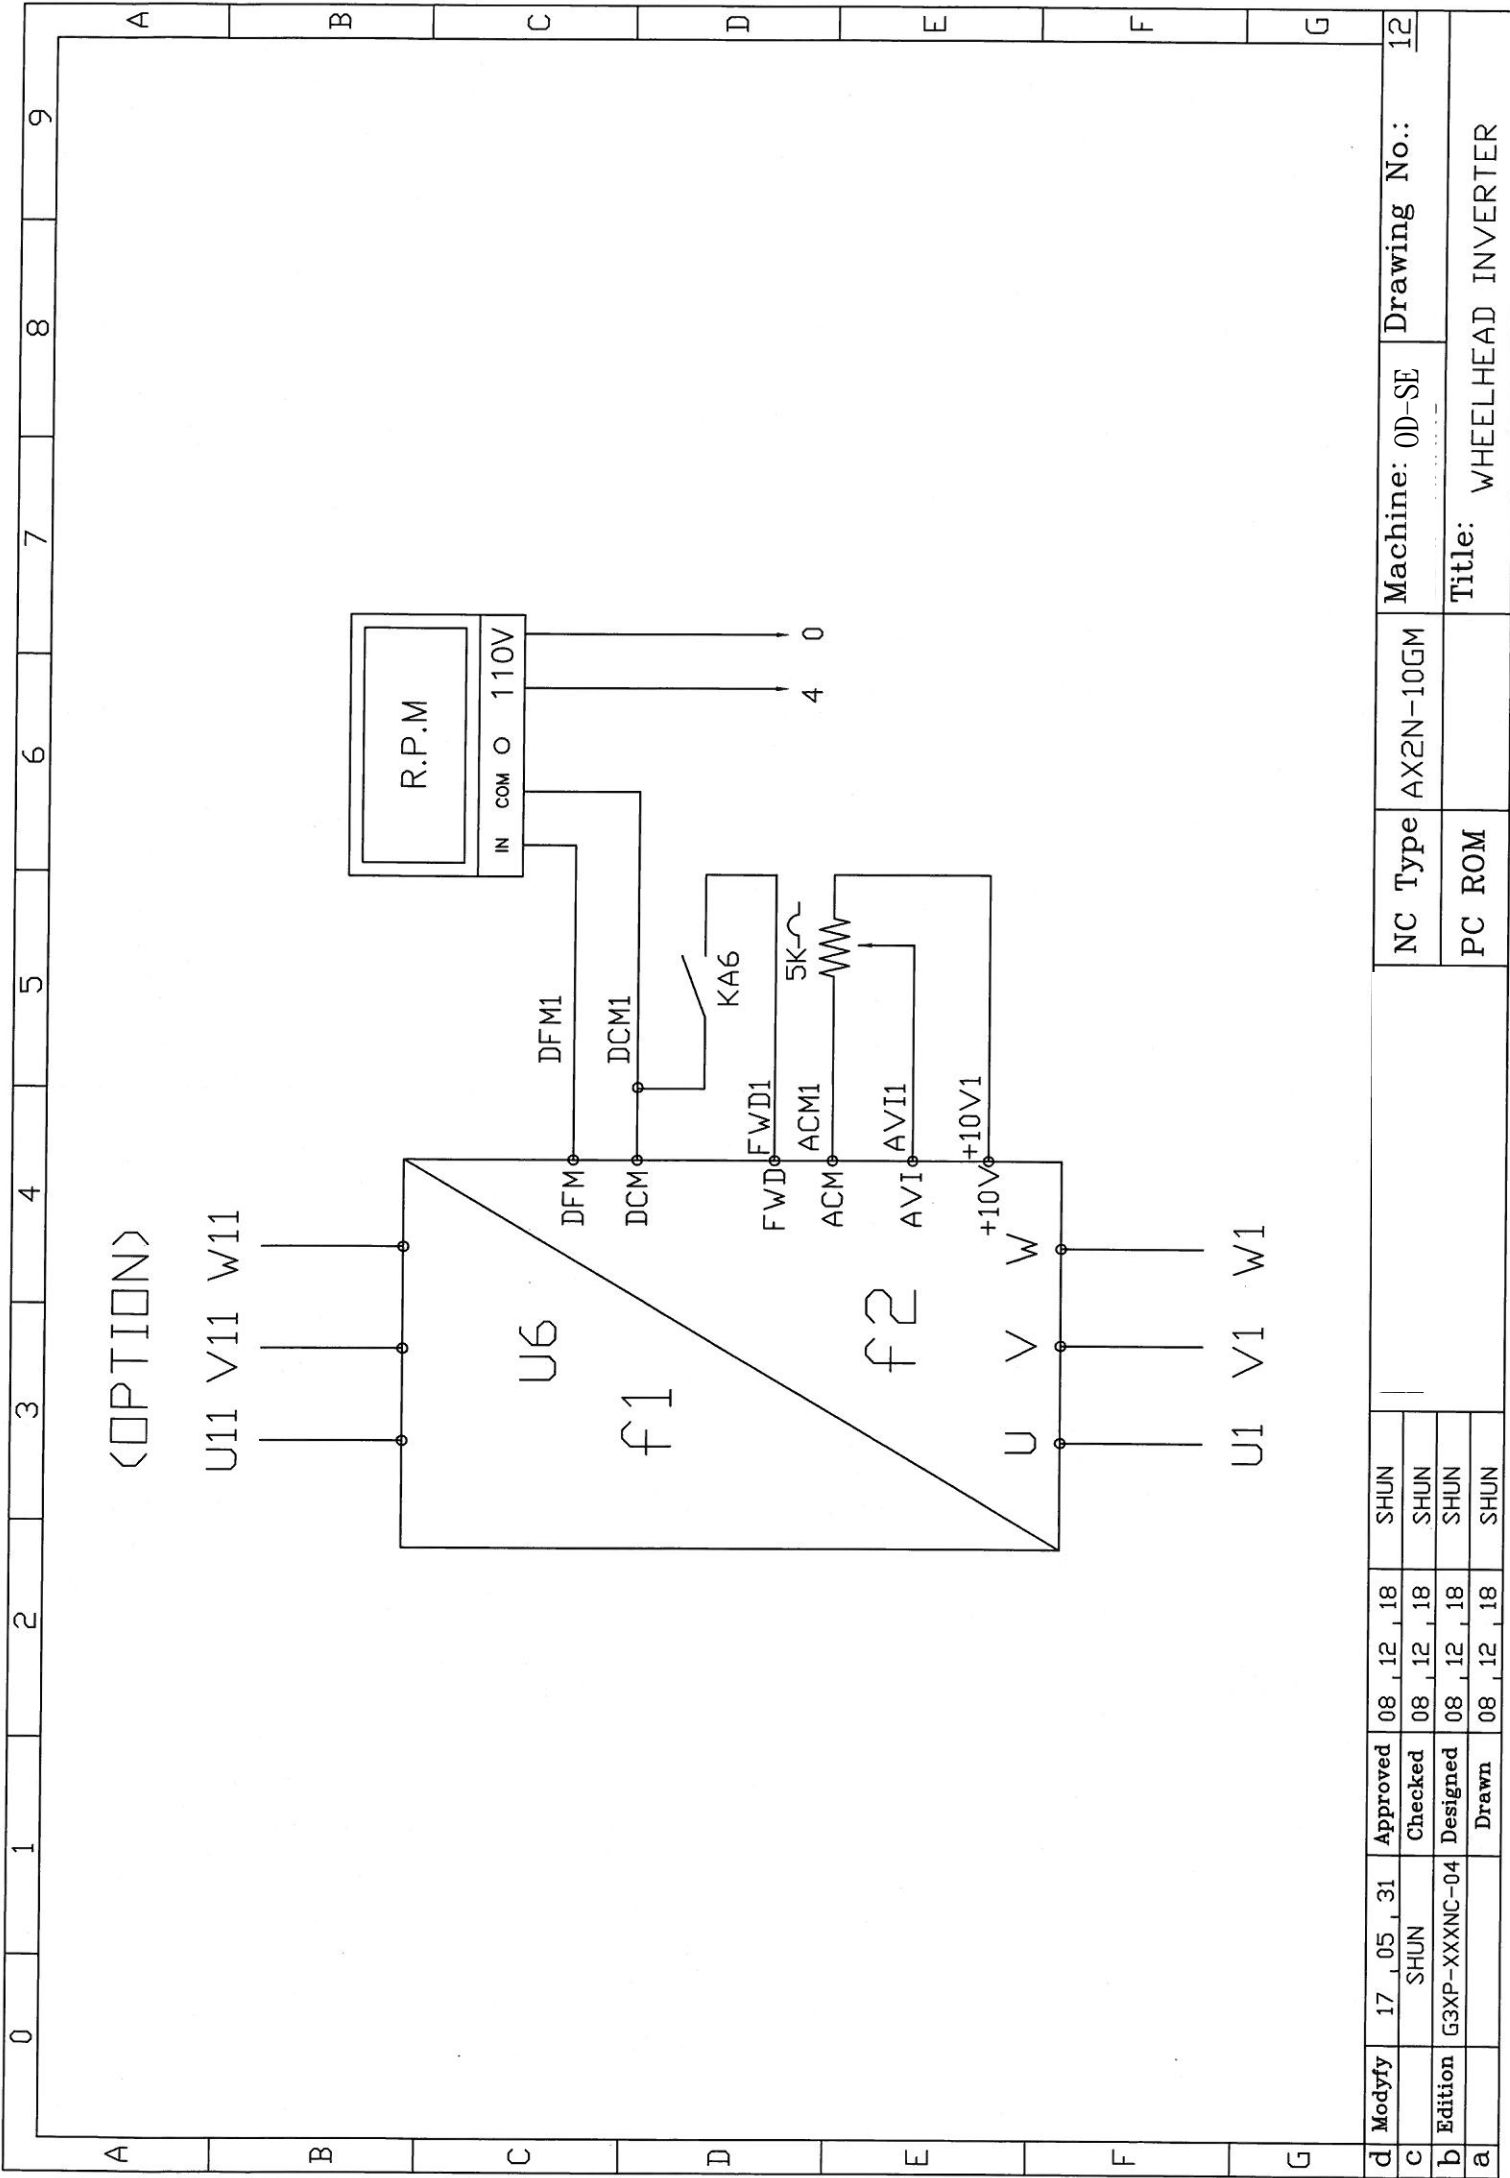 0 1 2 3 4 5 6 7 8 9
A A
B B
C C
D D
E E
F F
G G
(OPTION)
U11 V11 W11
U6
f1
f2
U V W
U1 V1 W1
DFM DFM1
DCM DCM1
KA6
FWD FWD1
5K
ACM ACM1
AVI AVI1
+10V +10V1
R.P.M
IN COM O 110V
4 0
d Modyfy 17 , 05 , 31 Approved 08 , 12 , 18 SHUN
c SHUN Checked 08 , 12 , 18 SHUN
b Edition G3XP-XXXNC-04 Designed 08 , 12 , 18 SHUN
a Drawn 08 , 12 , 18 SHUN
NC Type AX2N-10GM Machine: OD-SE Drawing No.: 12
PC ROM Title: WHEELHEAD INVERTER